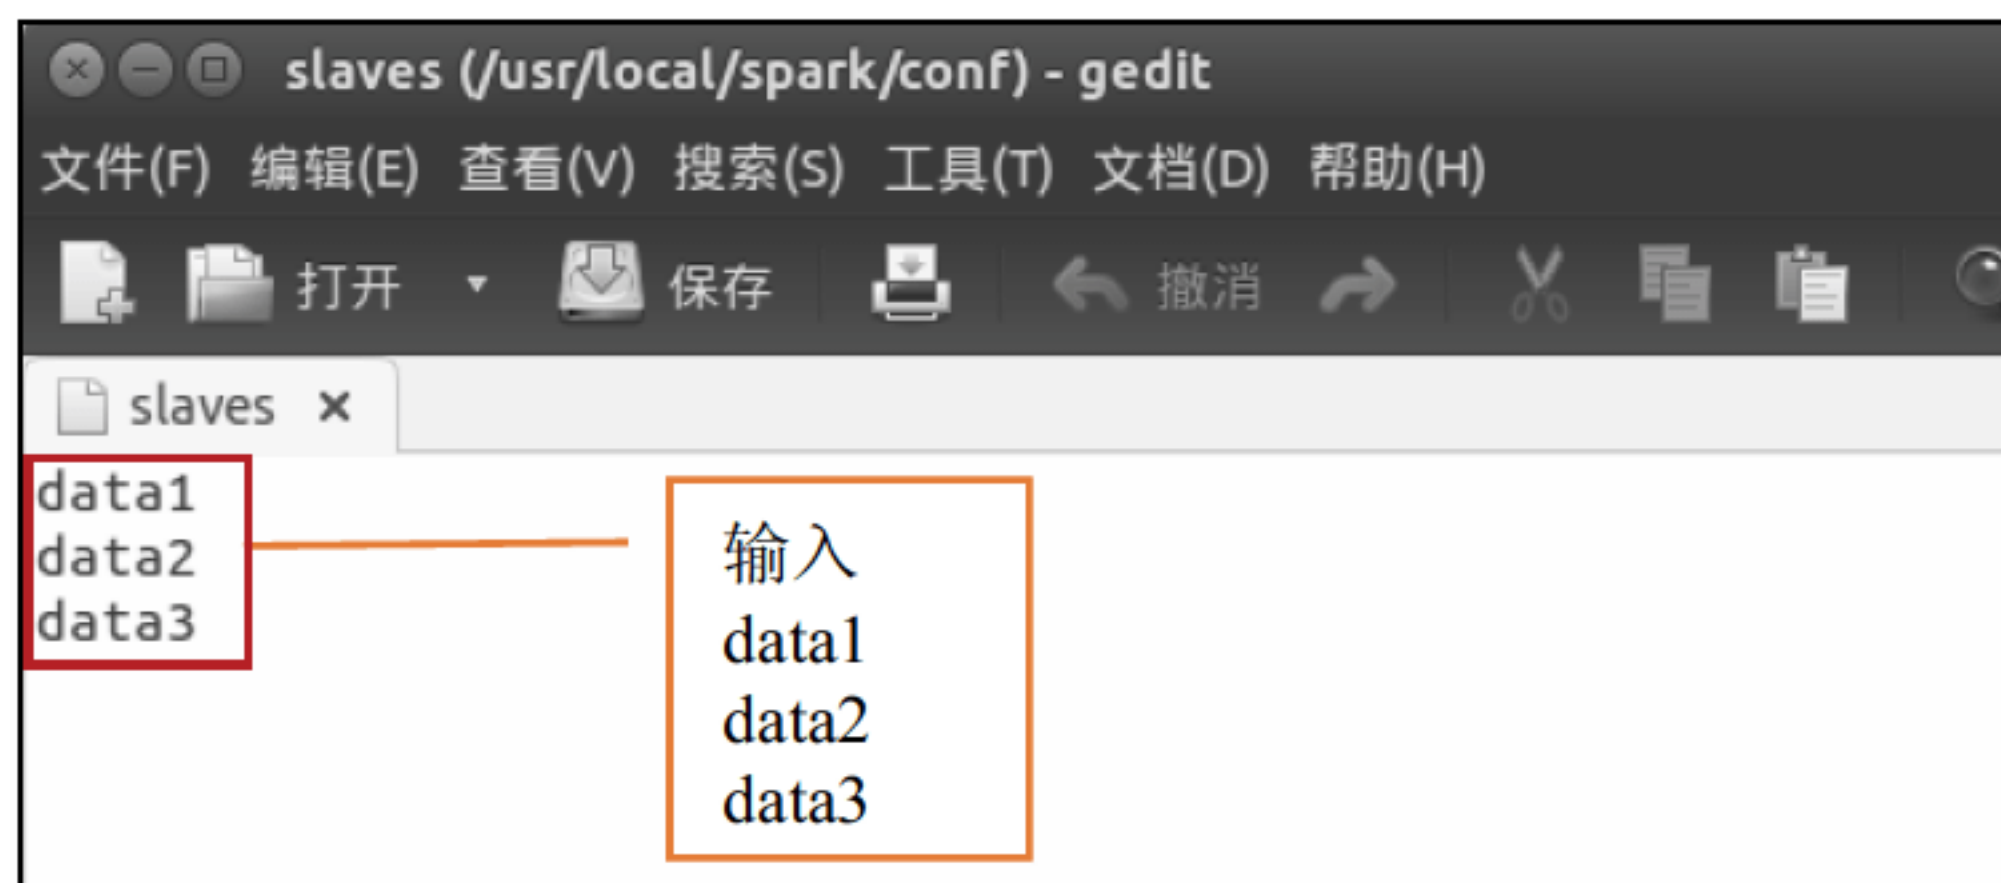 slaves (/usr/local/spark/conf) - gedit
文件(F) 编辑(E) 查看(V) 搜索(S) 工具(T) 文档(D) 帮助(H)
打开 保存 撤消
slaves
data1
data2
data3
输入
data1
data2
data3